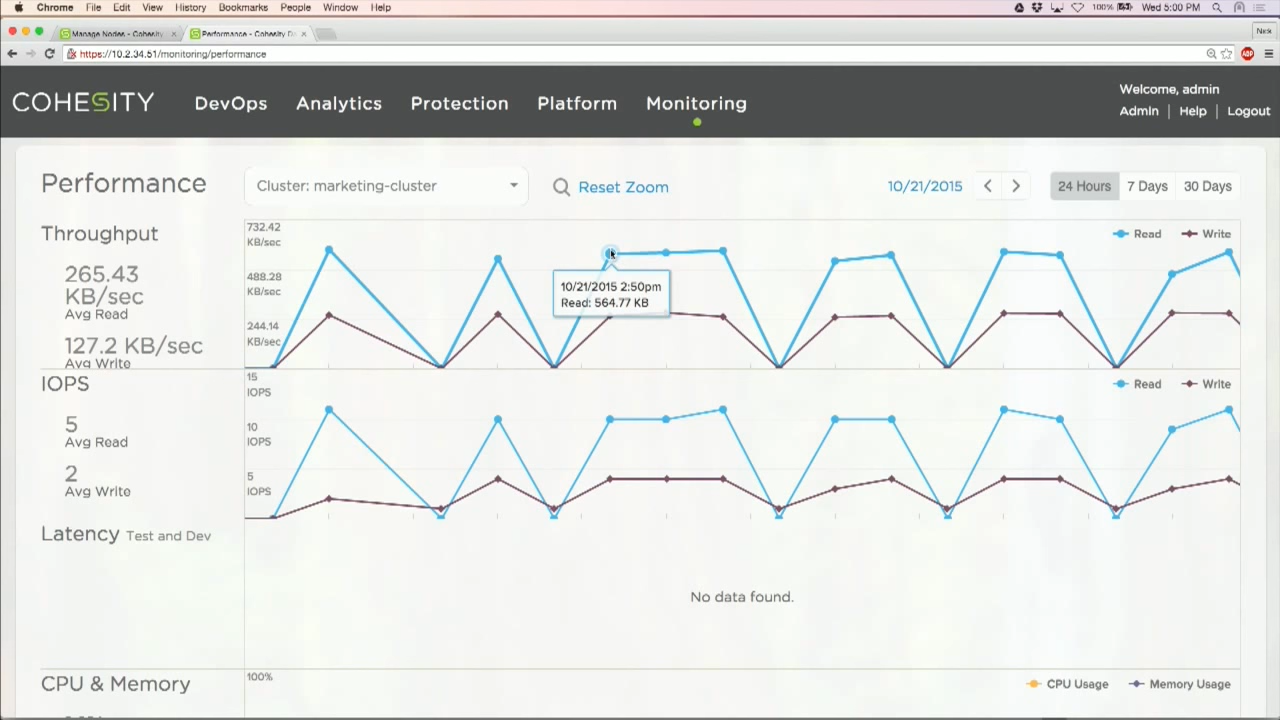 Chrome File Edit View History Bookmarks People Window Help
100% Wed 5:00 PM
Manage Nodes - Cohesity
Performance - Cohesity D
Nick
https://10.2.34.51/monitoring/performance
ABP
COHESITY DevOps Analytics Protection Platform Monitoring
Welcome, admin
Admin | Help | Logout
Performance
Cluster: marketing-cluster
Reset Zoom
10/21/2015
24 Hours 7 Days 30 Days
Throughput
265.43
KB/sec
Avg Read
127.2 KB/sec
Avg Write
732.42
KB/sec
488.28
KB/sec
244.14
KB/sec
Read Write
10/21/2015 2:50pm
Read: 564.77 KB
IOPS
5
Avg Read
2
Avg Write
15
IOPS
10
IOPS
5
IOPS
Read Write
Latency Test and Dev
No data found.
CPU & Memory
100%
CPU Usage Memory Usage